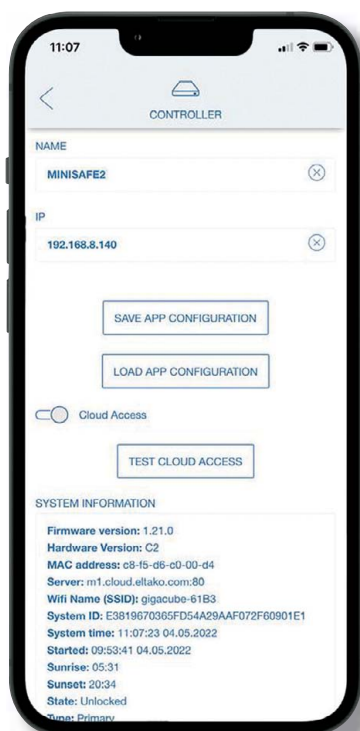 11:07
CONTROLLER
NAME
MINISAFE2
IP
192.168.8.140
SAVE APP CONFIGURATION
LOAD APP CONFIGURATION
Cloud Access
TEST CLOUD ACCESS
SYSTEM INFORMATION
Firmware version: 1.21.0
Hardware Version: C2
MAC address: c8-f5-d6-c0-00-d4
Server: m1.cloud.eltako.com:80
Wifi Name (SSID): gigacube-61B3
System ID: E3819670365FD54A29AAF072F60901E1
System time: 11:07:23 04.05.2022
Started: 09:53:41 04.05.2022
Sunrise: 05:31
Sunset: 20:34
State: Unlocked
Type: Primary